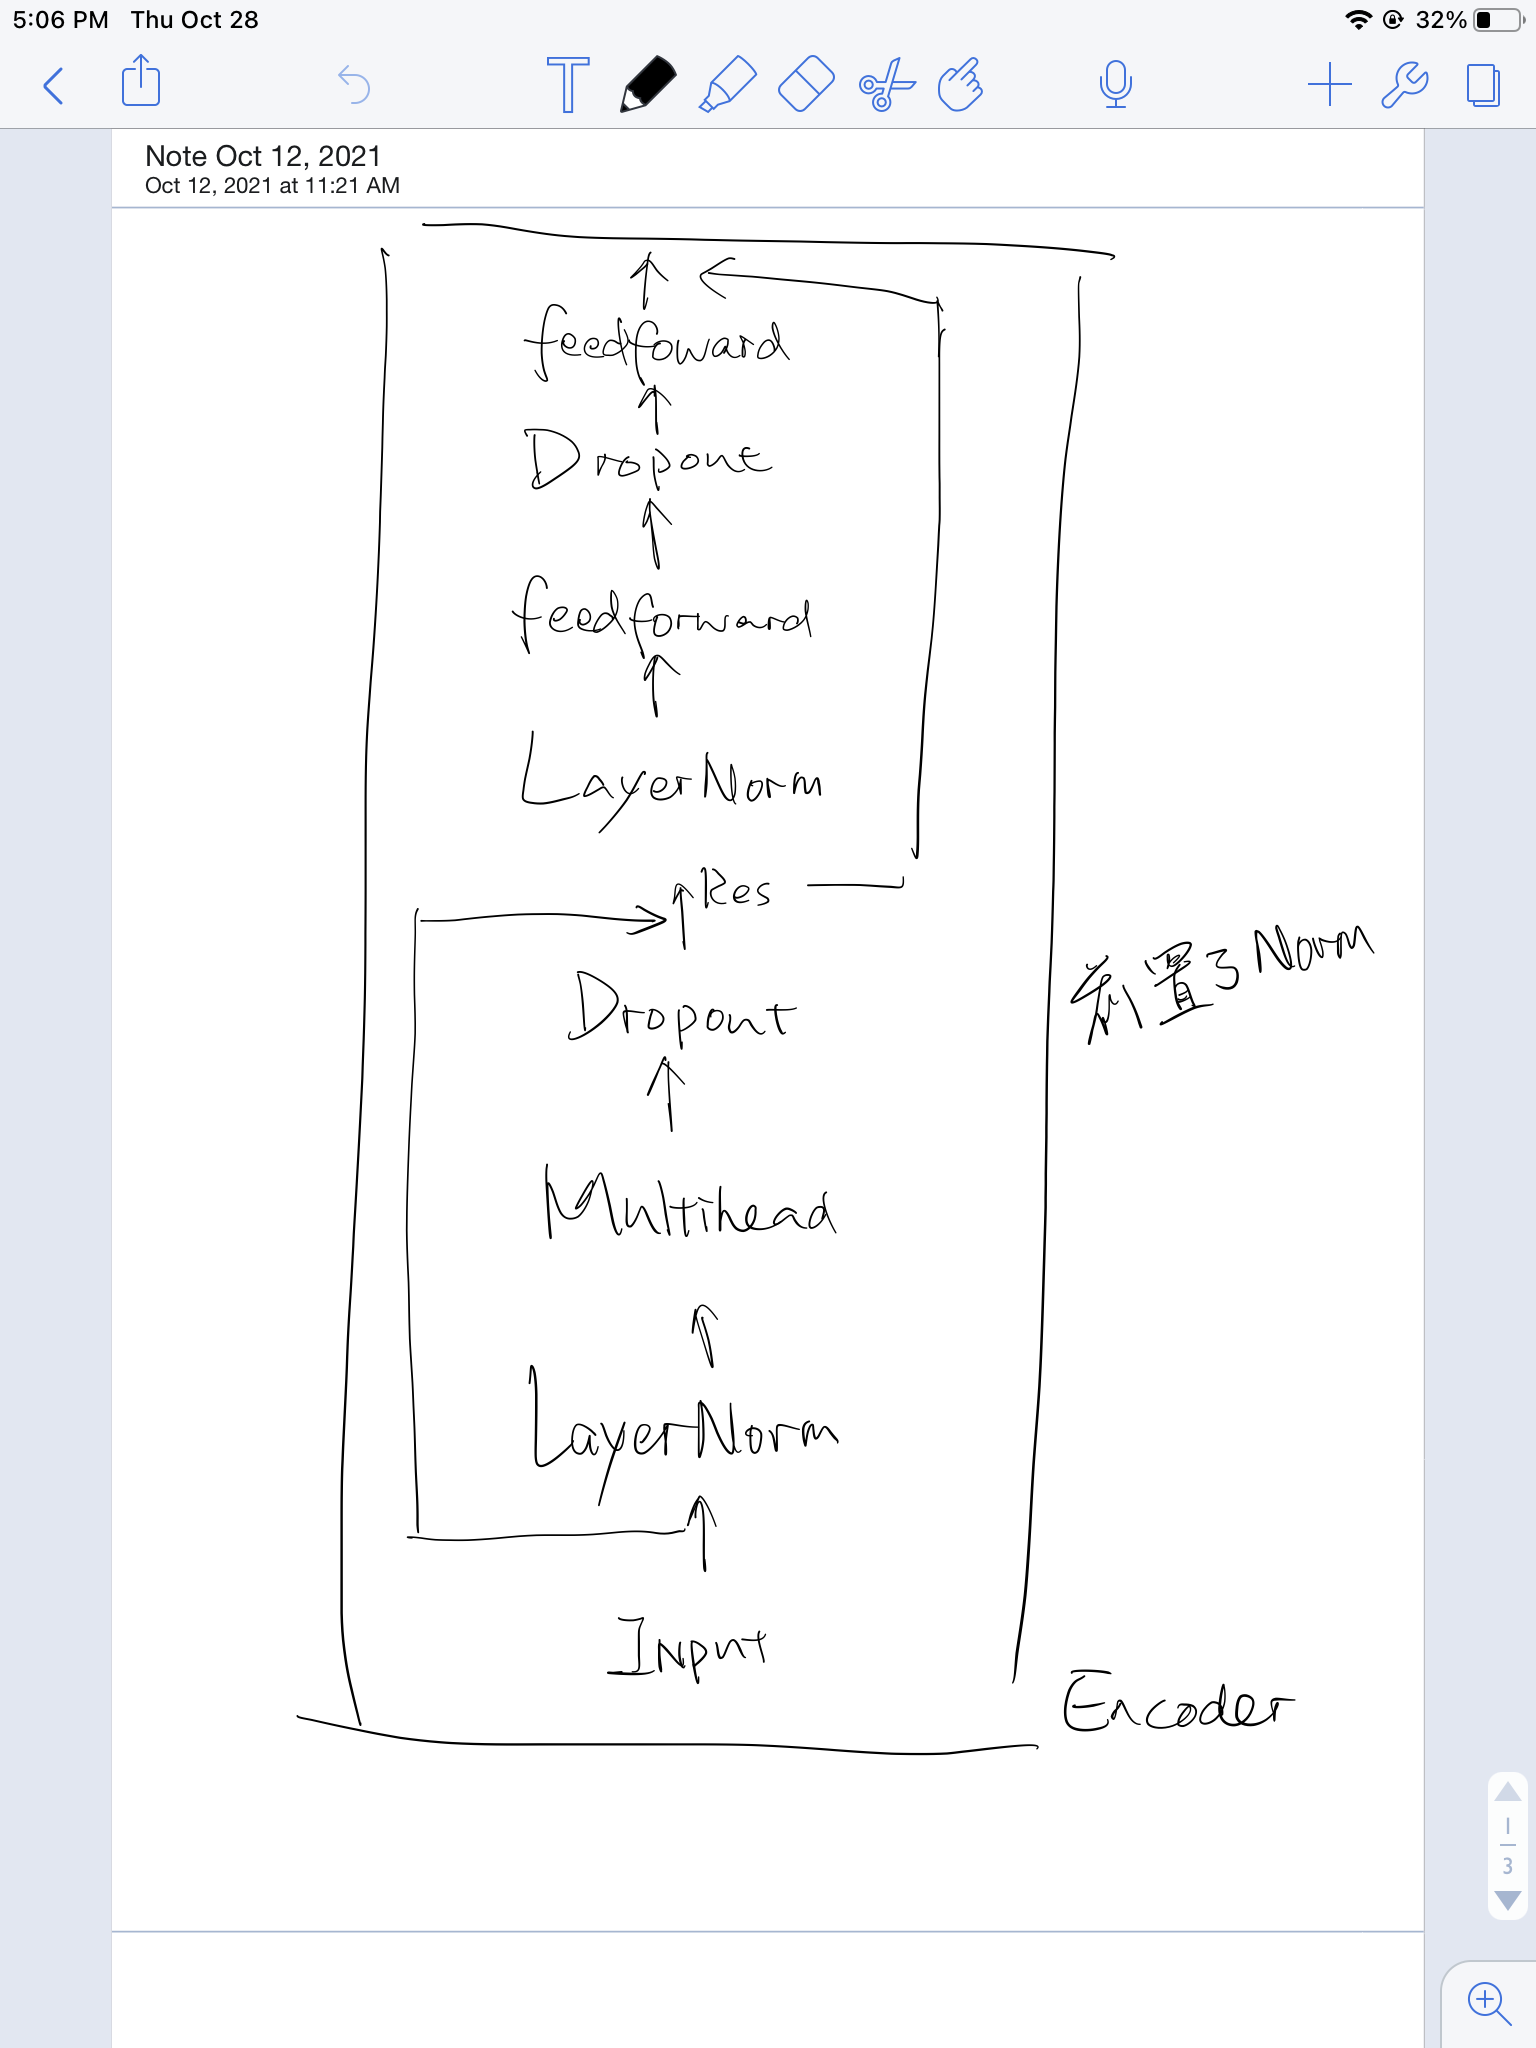 5:06 PM Thu Oct 28
32%
Note Oct 12, 2021
Oct 12, 2021 at 11:21 AM
feedfoward
Dropout
feedforward
LayerNorm
Res
Dropout
前置了Norm
Multihead
LayerNorm
Input
Encoder
1
3